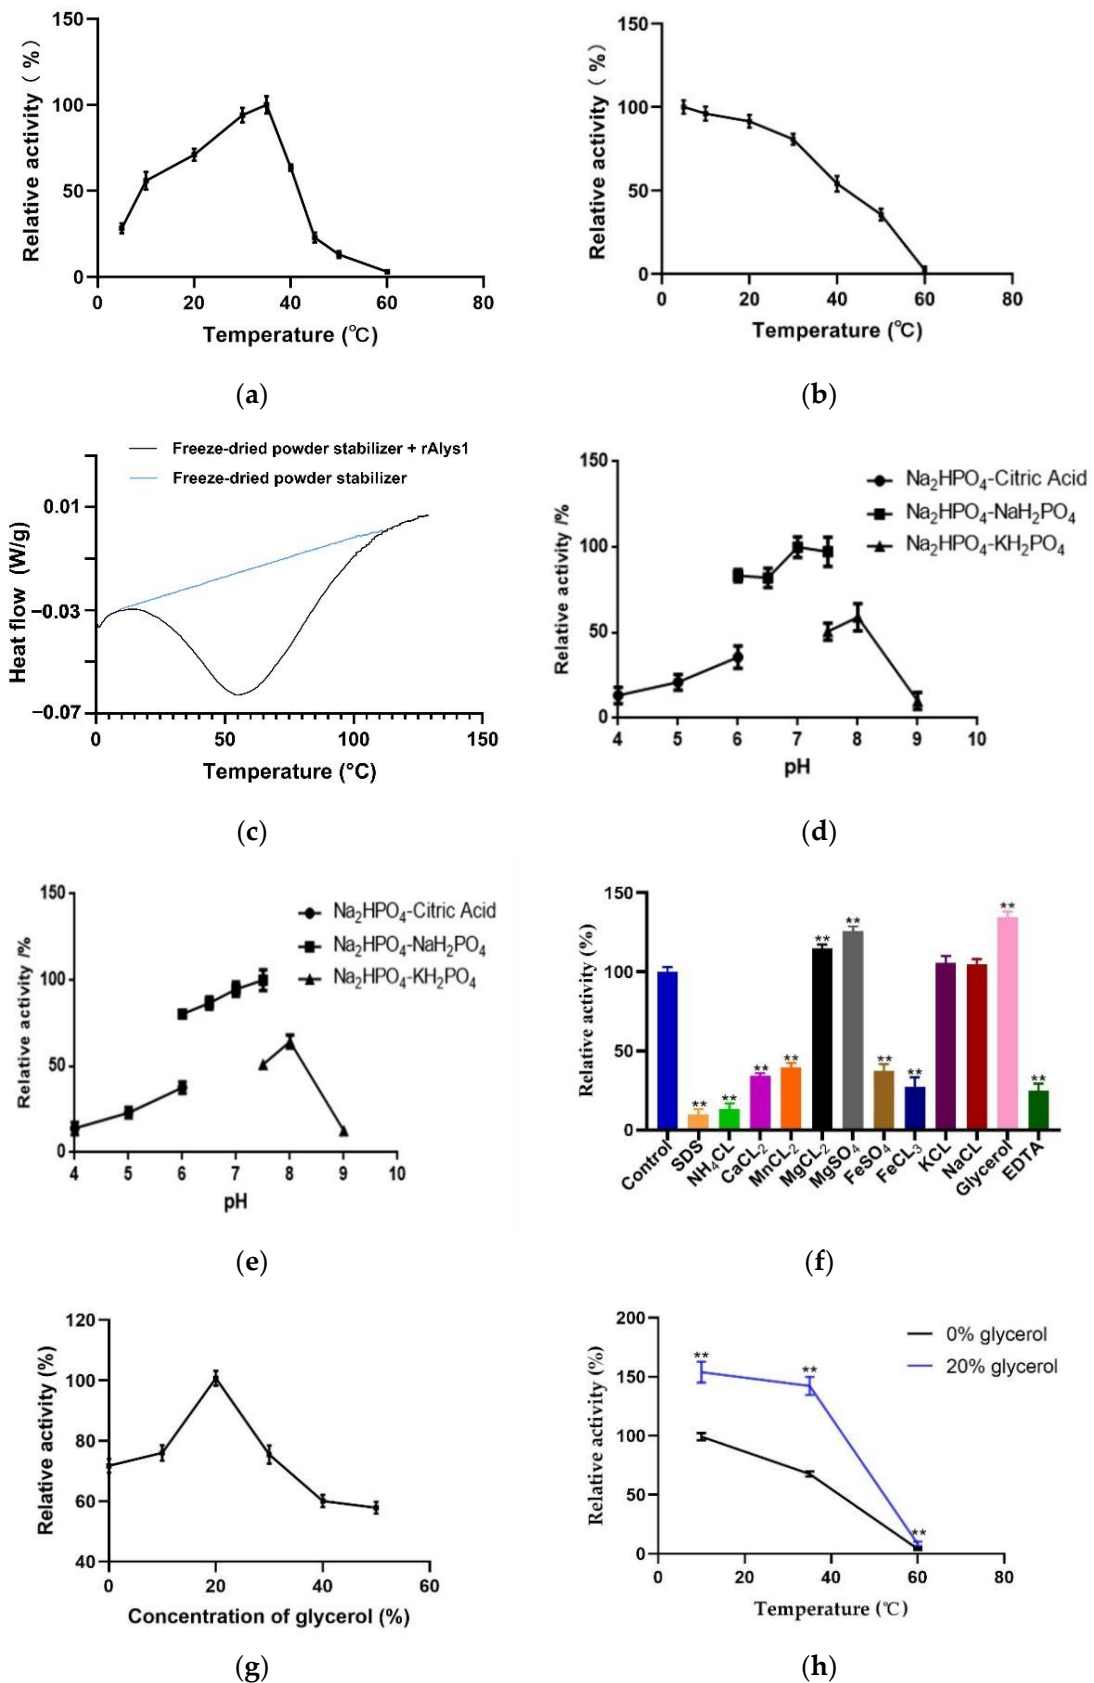 150
100
50
0
Relative activity ( %)
0 20 40 60 80
Temperature (℃)
(a)
150
100
50
0
Relative activity ( %)
0 20 40 60 80
Temperature (℃)
(b)
Freeze-dried powder stabilizer + rAlys1
Freeze-dried powder stabilizer
0.01
−0.03
−0.07
Heat flow (W/g)
0 50 100 150
Temperature (°C)
(c)
150
100
50
0
Relative activity /%
Na₂HPO₄-Citric Acid
Na₂HPO₄-NaH₂PO₄
Na₂HPO₄-KH₂PO₄
4 5 6 7 8 9 10
pH
(d)
150
100
50
0
Relative activity /%
Na₂HPO₄-Citric Acid
Na₂HPO₄-NaH₂PO₄
Na₂HPO₄-KH₂PO₄
4 5 6 7 8 9 10
pH
(e)
150
100
50
0
Relative activity (%)
** ** ** ** ** ** ** ** ** **
Control
SDS
NH₄CL
CaCL₂
MnCL₂
MgCL₂
MgSO₄
FeSO₄
FeCL₃
KCL
NaCL
Glycerol
EDTA
(f)
120
100
80
60
40
Relative activity (%)
0 20 40 60
Concentration of glycerol (%)
(g)
200
150
100
50
0
Relative activity (%)
0% glycerol
20% glycerol
** ** **
0 20 40 60 80
Temperature (℃)
(h)